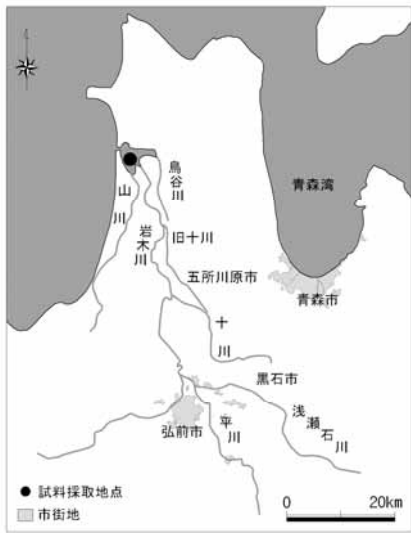 鳥谷川
青森湾
山川
岩木川
旧十川
五所川原市
青森市
十川
黒石市
浅瀬石川
弘前市
平川
● 試料採取地点
市街地
0 20km